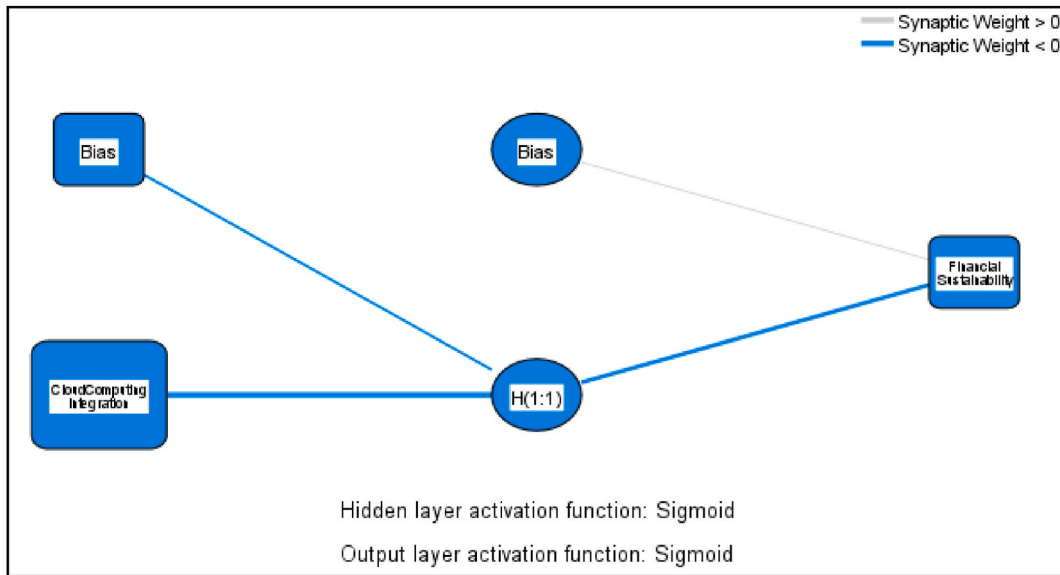 Synaptic Weight > 0
Synaptic Weight < 0
Bias
Bias
Financial
Sustainability
CloudComputing
Integration
H(1:1)
Hidden layer activation function: Sigmoid
Output layer activation function: Sigmoid